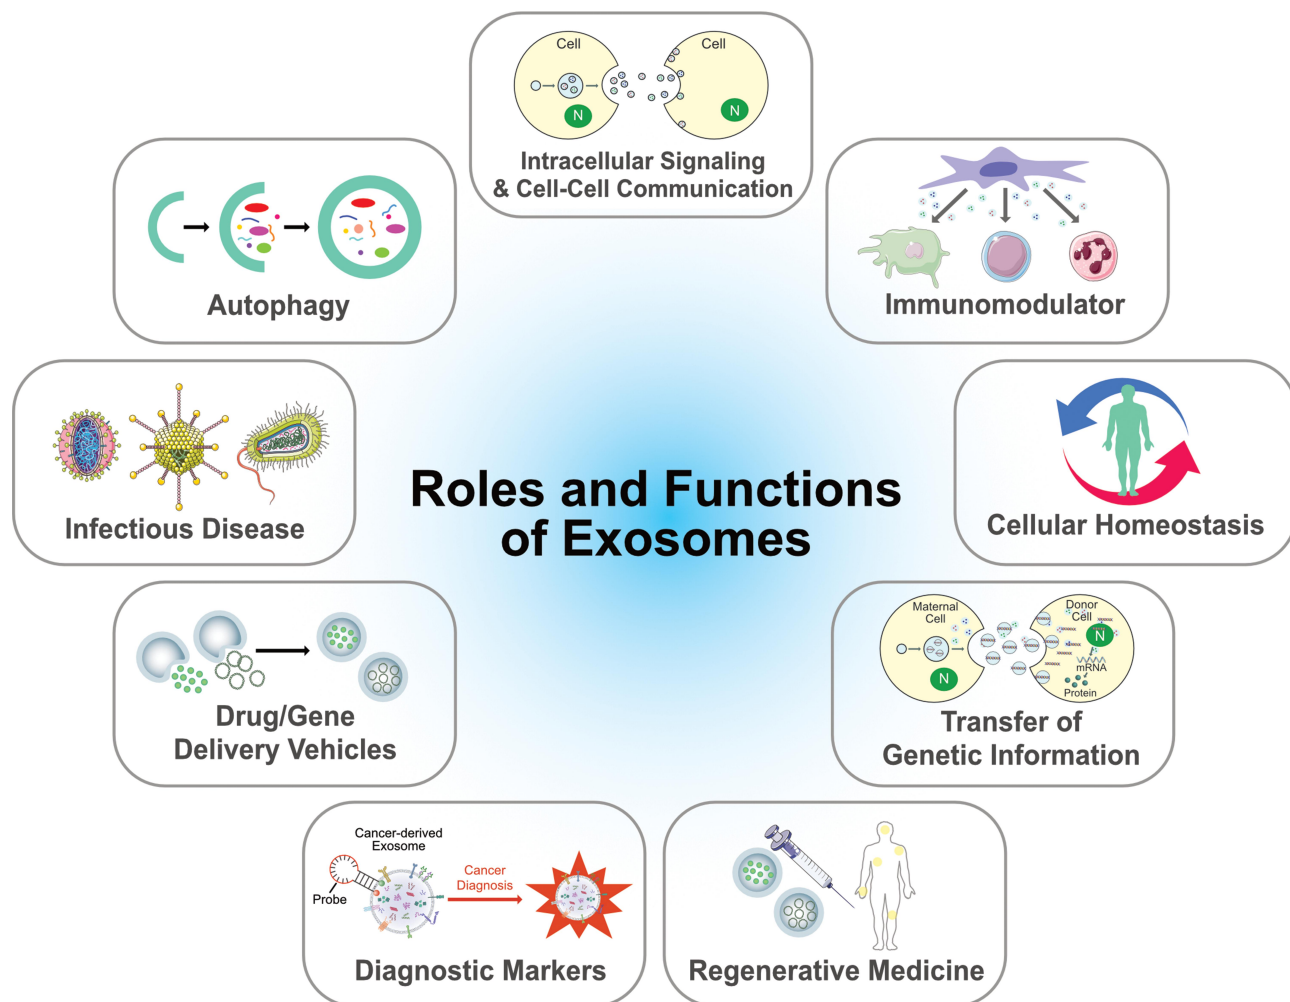 Roles and Functions
of Exosomes
Cell
Cell
N
N
Intracellular Signaling
& Cell-Cell Communication
Immunomodulator
Cellular Homeostasis
Maternal
Cell
Donor
Cell
N
N
mRNA
Protein
Transfer of
Genetic Information
Regenerative Medicine
Cancer-derived
Exosome
Probe
Cancer
Diagnosis
Diagnostic Markers
Drug/Gene
Delivery Vehicles
Infectious Disease
Autophagy